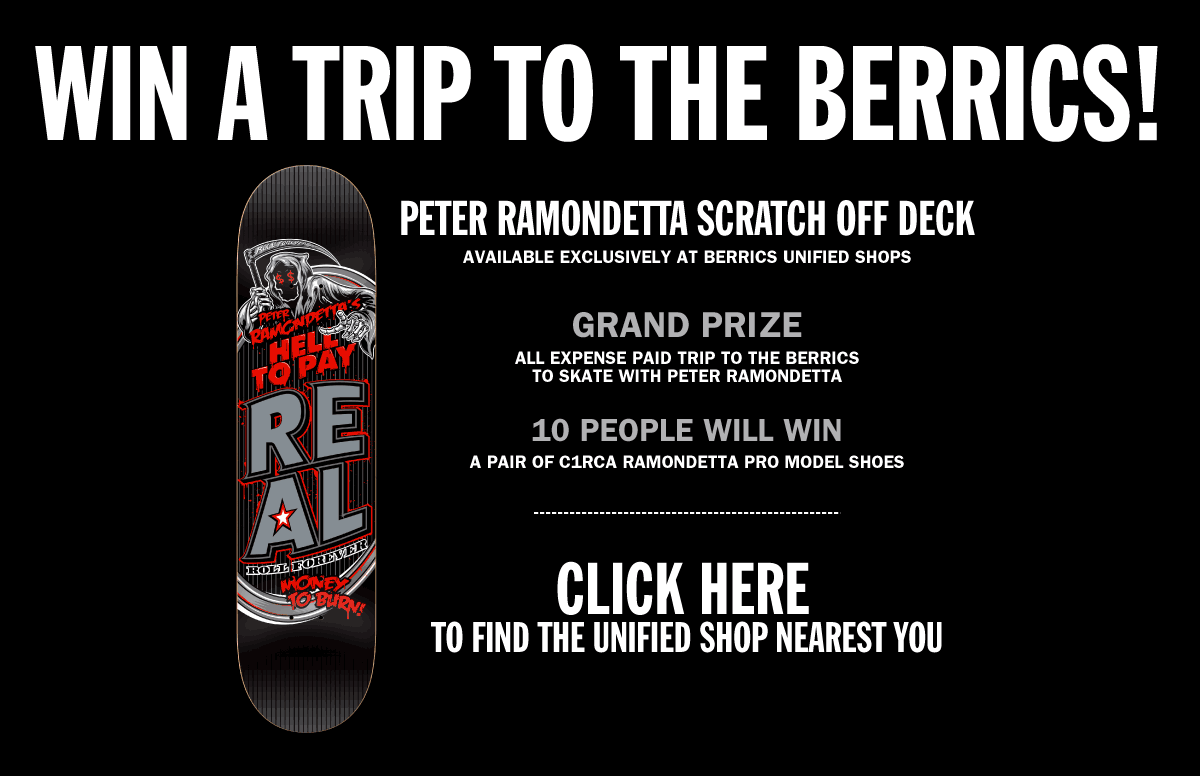 WIN A TRIP TO THE BERRICS!
PETER RAMONDETTA SCRATCH OFF DECK
AVAILABLE EXCLUSIVELY AT BERRICS UNIFIED SHOPS
GRAND PRIZE
ALL EXPENSE PAID TRIP TO THE BERRICS
TO SKATE WITH PETER RAMONDETTA
10 PEOPLE WILL WIN
A PAIR OF C1RCA RAMONDETTA PRO MODEL SHOES
CLICK HERE
TO FIND THE UNIFIED SHOP NEAREST YOU
PETER
RAMONDETTA'S
HELL
TO PAY
RE
AL
ROLL FOREVER
MONEY
TO BURN!